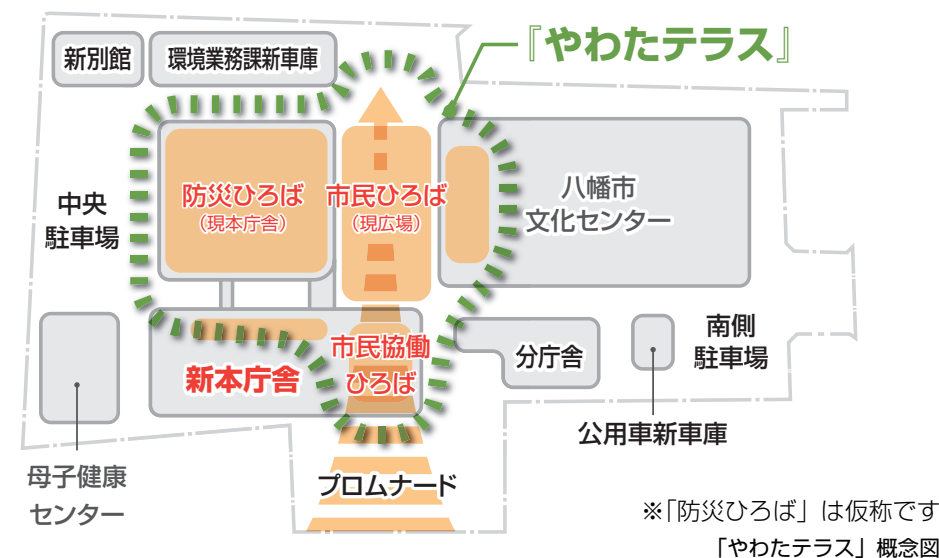 新別館
環境業務課新車庫
『やわたテラス』
中央
駐車場
防災ひろば
（現本庁舎）
市民ひろば
（現広場）
八幡市
文化センター
新本庁舎
市民協働
ひろば
分庁舎
南側
駐車場
公用車新車庫
母子健康
センター
プロムナード
※「防災ひろば」は仮称です
「やわたテラス」概念図